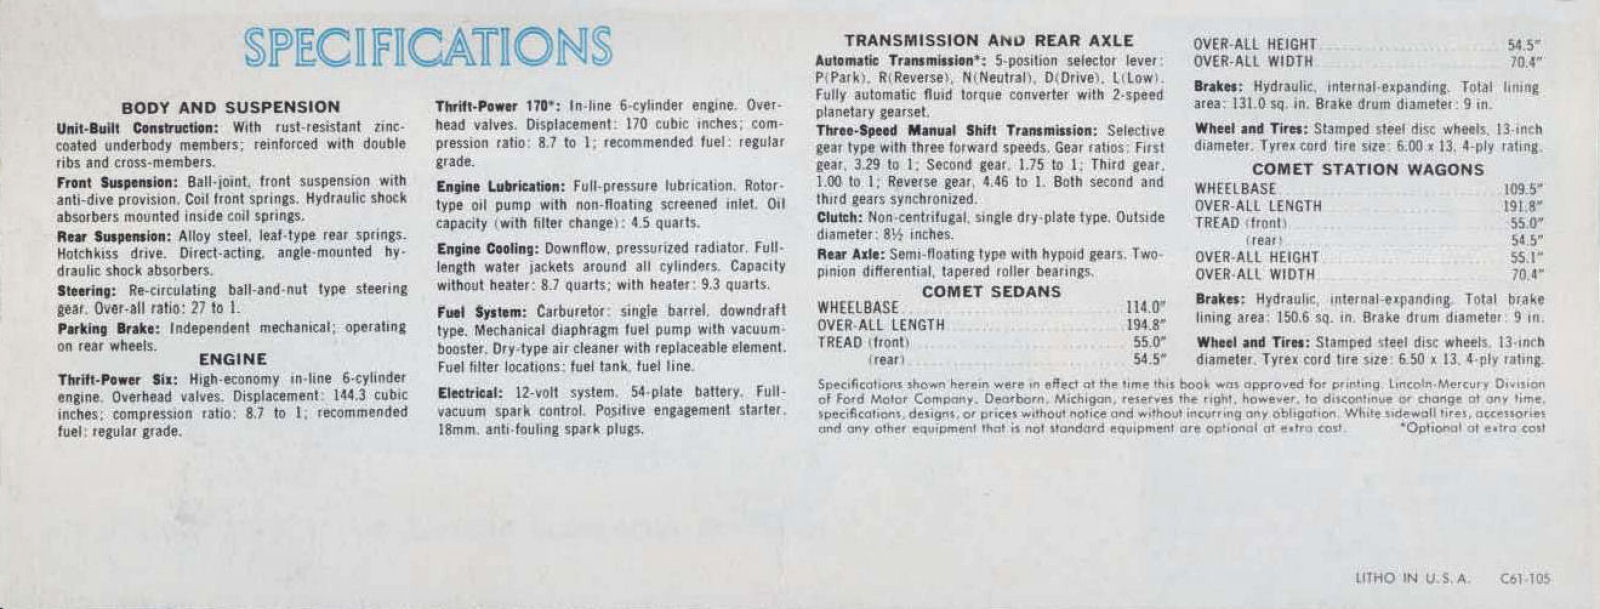 SPECIFICATIONS
BODY AND SUSPENSION
Unit-Built Construction: With rust-resistant zinc-
coated underbody members; reinforced with double
ribs and cross-members.
Front Suspension: Ball-joint, front suspension with
anti-dive provision. Coil front springs. Hydraulic shock
absorbers mounted inside coil springs.
Rear Suspension: Alloy steel, leaf-type rear springs.
Hotchkiss drive. Direct-acting, angle-mounted hy-
draulic shock absorbers.
Steering: Re-circulating ball-and-nut type steering
gear. Over-all ratio: 27 to 1.
Parking Brake: Independent mechanical; operating
on rear wheels.
ENGINE
Thrift-Power Six: High-economy in-line 6-cylinder
engine. Overhead valves. Displacement: 144.3 cubic
inches; compression ratio: 8.7 to 1; recommended
fuel: regular grade.
Thrift-Power 170*: In-line 6-cylinder engine. Over-
head valves. Displacement: 170 cubic inches; com-
pression ratio: 8.7 to 1; recommended fuel: regular
grade.
Engine Lubrication: Full-pressure lubrication. Rotor-
type oil pump with non-floating screened inlet. Oil
capacity (with filter change): 4.5 quarts.
Engine Cooling: Downflow, pressurized radiator. Full-
length water jackets around all cylinders. Capacity
without heater: 8.7 quarts; with heater: 9.3 quarts.
Fuel System: Carburetor: single barrel, downdraft
type. Mechanical diaphragm fuel pump with vacuum-
booster. Dry-type air cleaner with replaceable element.
Fuel filter locations: fuel tank, fuel line.
Electrical: 12-volt system. 54-plate battery. Full-
vacuum spark control. Positive engagement starter.
18mm. anti-fouling spark plugs.
TRANSMISSION AND REAR AXLE
Automatic Transmission*: 5-position selector lever:
P(Park), R(Reverse), N(Neutral), D(Drive), L(Low).
Fully automatic fluid torque converter with 2-speed
planetary gearset.
Three-Speed Manual Shift Transmission: Selective
gear type with three forward speeds. Gear ratios: First
gear, 3.29 to 1; Second gear, 1.75 to 1; Third gear,
1.00 to 1; Reverse gear, 4.46 to 1. Both second and
third gears synchronized.
Clutch: Non-centrifugal, single dry-plate type. Outside
diameter: 8½ inches.
Rear Axle: Semi-floating type with hypoid gears. Two-
pinion differential, tapered roller bearings.
COMET SEDANS
WHEELBASE 114.0"
OVER-ALL LENGTH 194.8"
TREAD (front) 55.0"
(rear) 54.5"
OVER-ALL HEIGHT 54.5"
OVER-ALL WIDTH 70.4"
Brakes: Hydraulic, internal-expanding. Total lining
area: 131.0 sq. in. Brake drum diameter: 9 in.
Wheel and Tires: Stamped steel disc wheels, 13-inch
diameter. Tyrex cord tire size: 6.00 x 13, 4-ply rating.
COMET STATION WAGONS
WHEELBASE 109.5"
OVER-ALL LENGTH 191.8"
TREAD (front) 55.0"
(rear) 54.5"
OVER-ALL HEIGHT 55.1"
OVER-ALL WIDTH 70.4"
Brakes: Hydraulic, internal-expanding. Total brake
lining area: 150.6 sq. in. Brake drum diameter: 9 in.
Wheel and Tires: Stamped steel disc wheels, 13-inch
diameter. Tyrex cord tire size: 6.50 x 13, 4-ply rating.
Specifications shown herein were in effect at the time this book was approved for printing. Lincoln-Mercury Division
of Ford Motor Company, Dearborn, Michigan, reserves the right, however, to discontinue or change at any time,
specifications, designs, or prices without notice and without incurring any obligation. White sidewall tires, accessories
and any other equipment that is not standard equipment are optional at extra cost. *Optional at extra cost
LITHO IN U.S.A. C61-105